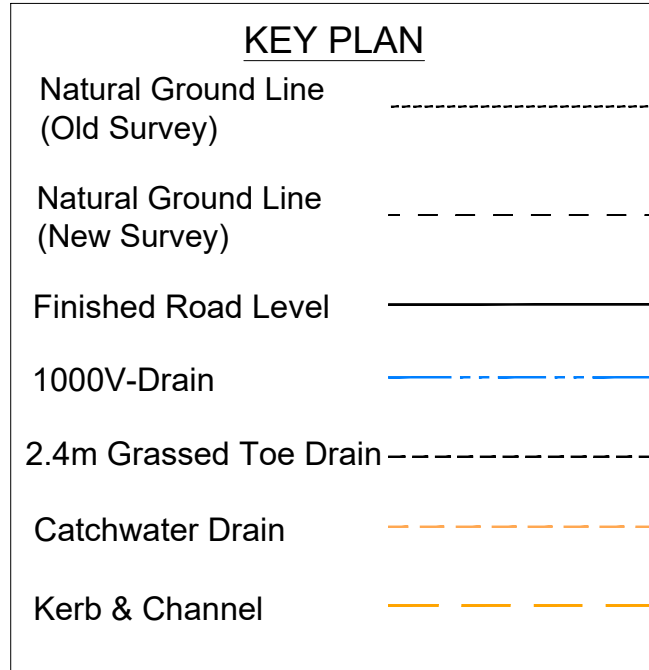 KEY PLAN
Natural Ground Line
(Old Survey)
Natural Ground Line
(New Survey)
Finished Road Level
1000V-Drain
2.4m Grassed Toe Drain
Catchwater Drain
Kerb & Channel